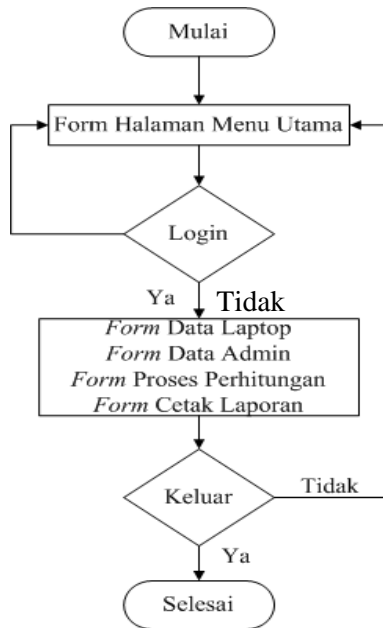 Mulai
Form Halaman Menu Utama
Login
Ya Tidak
Form Data Laptop
Form Data Admin
Form Proses Perhitungan
Form Cetak Laporan
Keluar
Tidak
Ya
Selesai